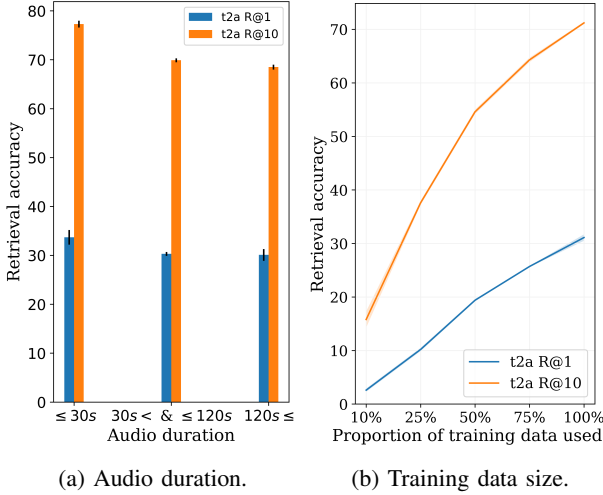 80
70
60
50
40
30
20
10
0
Retrieval accuracy
t2a R@1
t2a R@10
≤ 30s 30s < & ≤ 120s 120s ≤
Audio duration
(a) Audio duration.
70
60
50
40
30
20
10
0
Retrieval accuracy
t2a R@1
t2a R@10
10% 25% 50% 75% 100%
Proportion of training data used
(b) Training data size.